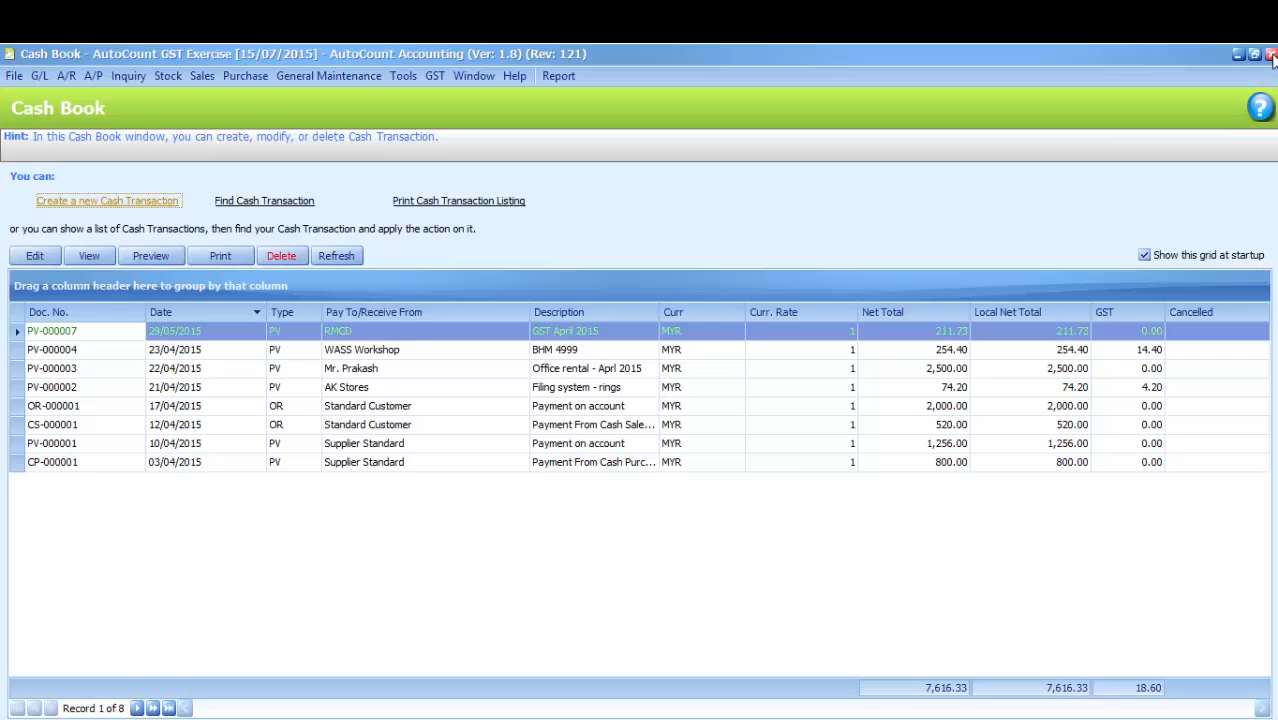 Cash Book - AutoCount GST Exercise [15/07/2015] - AutoCount Accounting (Ver: 1.8) (Rev: 121)
File G/L A/R A/P Inquiry Stock Sales Purchase General Maintenance Tools GST Window Help Report
Cash Book
?
Hint: In this Cash Book window, you can create, modify, or delete Cash Transaction.
You can:
Create a new Cash Transaction Find Cash Transaction Print Cash Transaction Listing
or you can show a list of Cash Transactions, then find your Cash Transaction and apply the action on it.
Edit View Preview Print Delete Refresh Show this grid at startup
Drag a column header here to group by that column
Doc. No. Date Type Pay To/Receive From Description Curr Curr. Rate Net Total Local Net Total GST Cancelled
PV-000007 29/05/2015 PV RMCD GST April 2015 MYR 1 211.73 211.73 0.00
PV-000004 23/04/2015 PV WASS Workshop BHM 4999 MYR 1 254.40 254.40 14.40
PV-000003 22/04/2015 PV Mr. Prakash Office rental - Aprl 2015 MYR 1 2,500.00 2,500.00 0.00
PV-000002 21/04/2015 PV AK Stores Filing system - rings MYR 1 74.20 74.20 4.20
OR-000001 17/04/2015 OR Standard Customer Payment on account MYR 1 2,000.00 2,000.00 0.00
CS-000001 12/04/2015 OR Standard Customer Payment From Cash Sale... MYR 1 520.00 520.00 0.00
PV-000001 10/04/2015 PV Supplier Standard Payment on account MYR 1 1,256.00 1,256.00 0.00
CP-000001 03/04/2015 PV Supplier Standard Payment From Cash Purc... MYR 1 800.00 800.00 0.00
7,616.33 7,616.33 18.60
Record 1 of 8